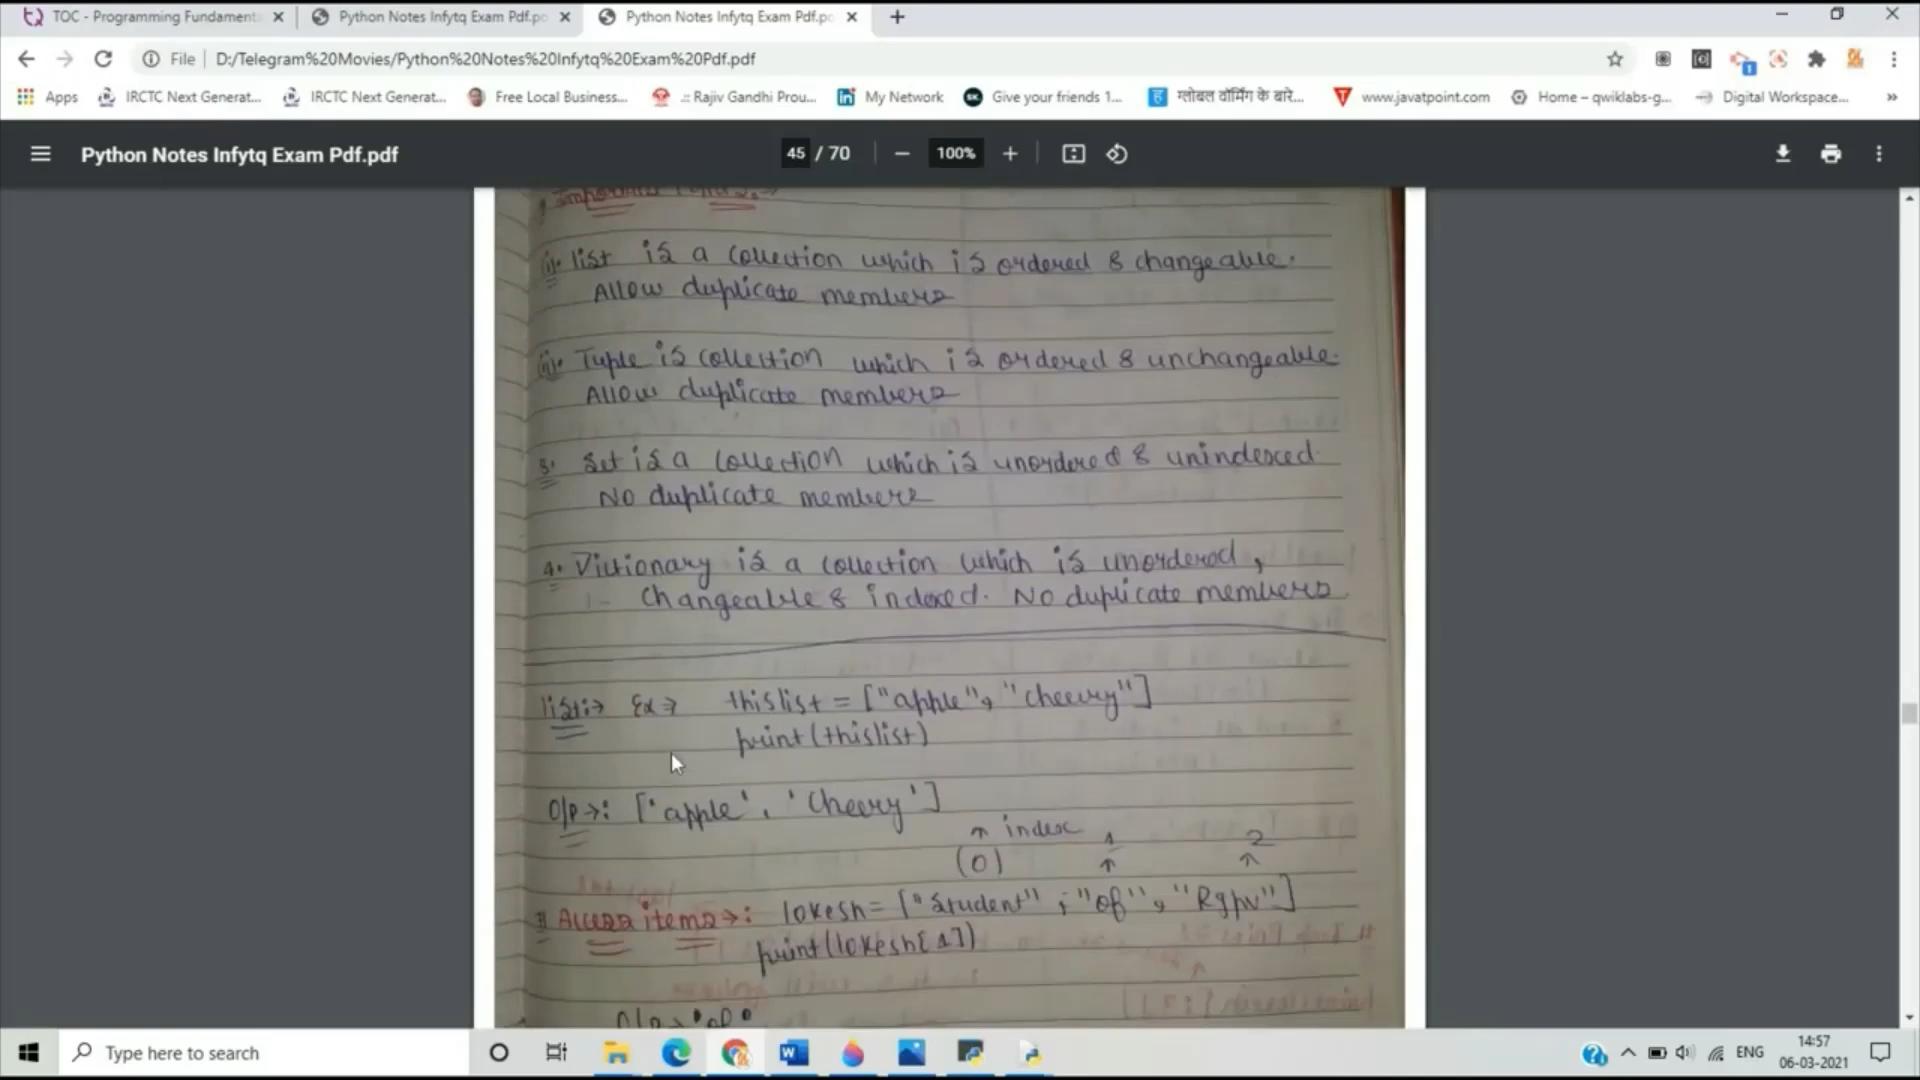 TOC - Programming Fundament
Python Notes Infytq Exam Pdf.po
Python Notes Infytq Exam Pdf.po
File
D:/Telegram%20Movies/Python%20Notes%20Infytq%20Exam%20Pdf.pdf
Apps
IRCTC Next Generat...
IRCTC Next Generat...
Free Local Business...
.:: Rajiv Gandhi Prou...
My Network
Give your friends 1...
ग्लोबल वॉर्मिंग के बारे...
www.javatpoint.com
Home – qwiklabs-g...
Digital Workspace...
Python Notes Infytq Exam Pdf.pdf
45 / 70
100%
(i). list is a collection which is ordered & changeable.
Allow duplicate members
(ii). Tuple is collection which is ordered & unchangeable.
Allow duplicate members
3. Set is a collection which is unordered & unindexed
No duplicate members
4. Dictionary is a collection which is unordered,
Changeable & indexed. No duplicate members
list:→ Ex→ thislist = ["apple", "cheery"]
print(thislist)
O/P→: ['apple', 'Cheery']
↑ index 1 2
(0) ↑ ↑
# Access items→: lokesh = ["Student", "of", "Rgpv"]
print(lokesh[1])
O/P→ 'of'
Type here to search
ENG
14:57
06-03-2021